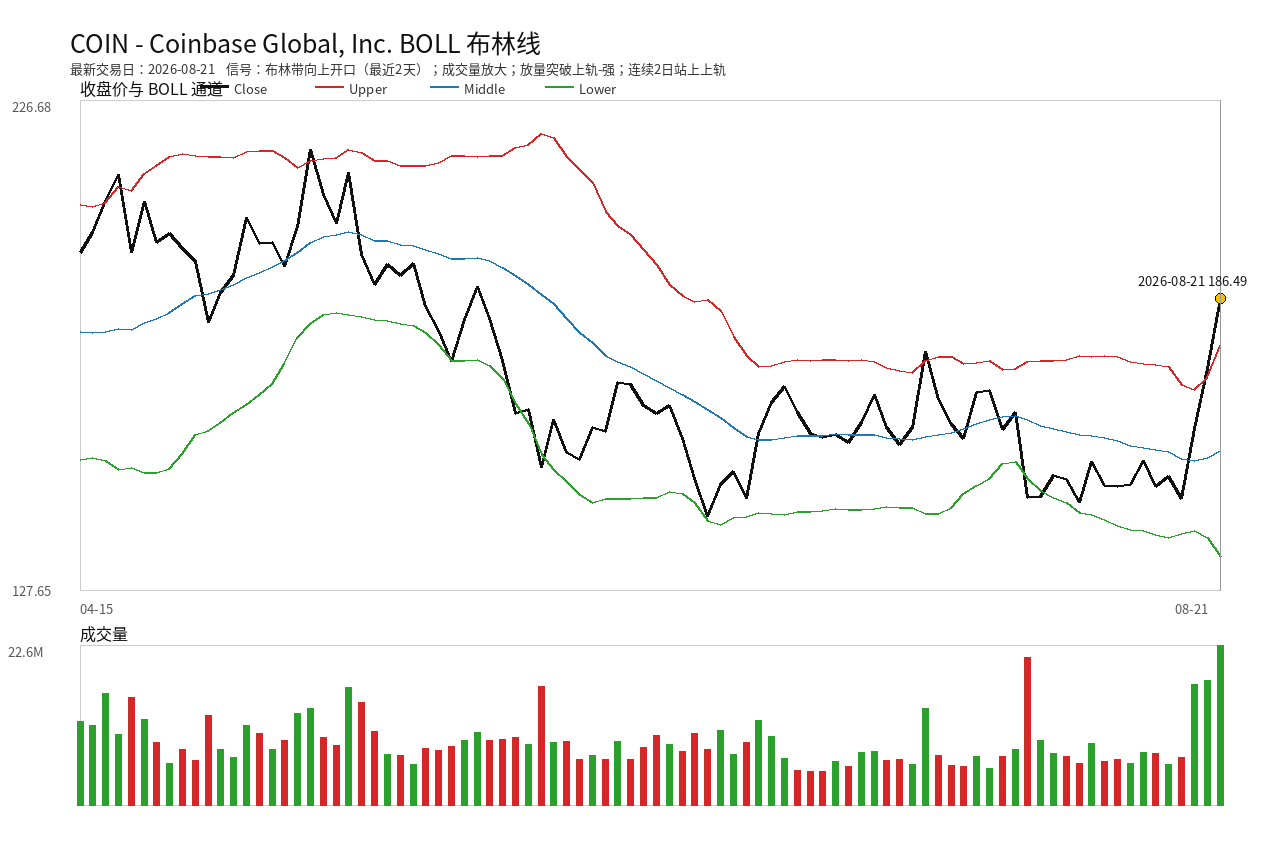 COIN - Coinbase Global, Inc. BOLL 布林线
最新交易日：2026-08-21 信号：布林带向上开口（最近2天）；成交量放大；放量突破上轨-强；连续2日站上上轨
收盘价与 BOLL 通道 Close Upper Middle Lower
226.68
2026-08-21 186.49
127.65
04-15 08-21
成交量
22.6M